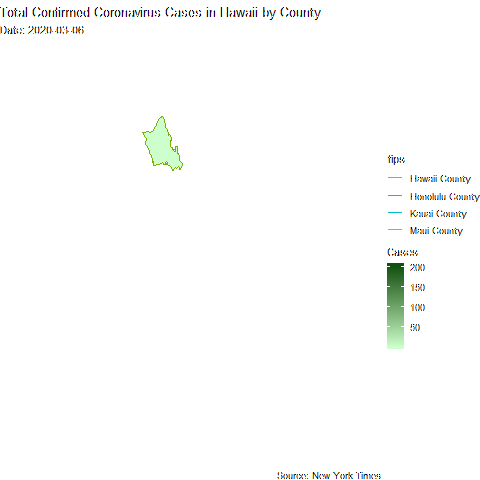 Total Confirmed Coronavirus Cases in Hawaii by County
Date: 2020-03-06
fips
Hawaii County
Honolulu County
Kauai County
Maui County
Cases
200
150
100
50
Source: New York Times